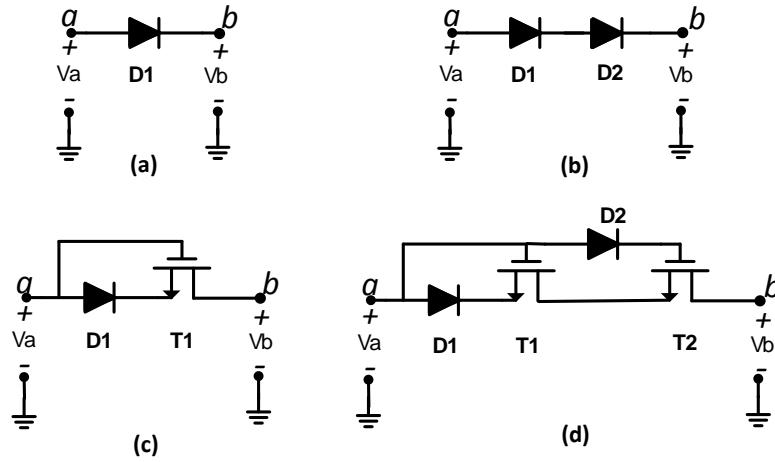 a b a b
+ + + +
Va D1 Vb Va D1 D2 Vb
- - - -
(a) (b)
D2
a b a b
+ + + +
Va D1 T1 Vb Va D1 T1 T2 Vb
- - - -
(c) (d)